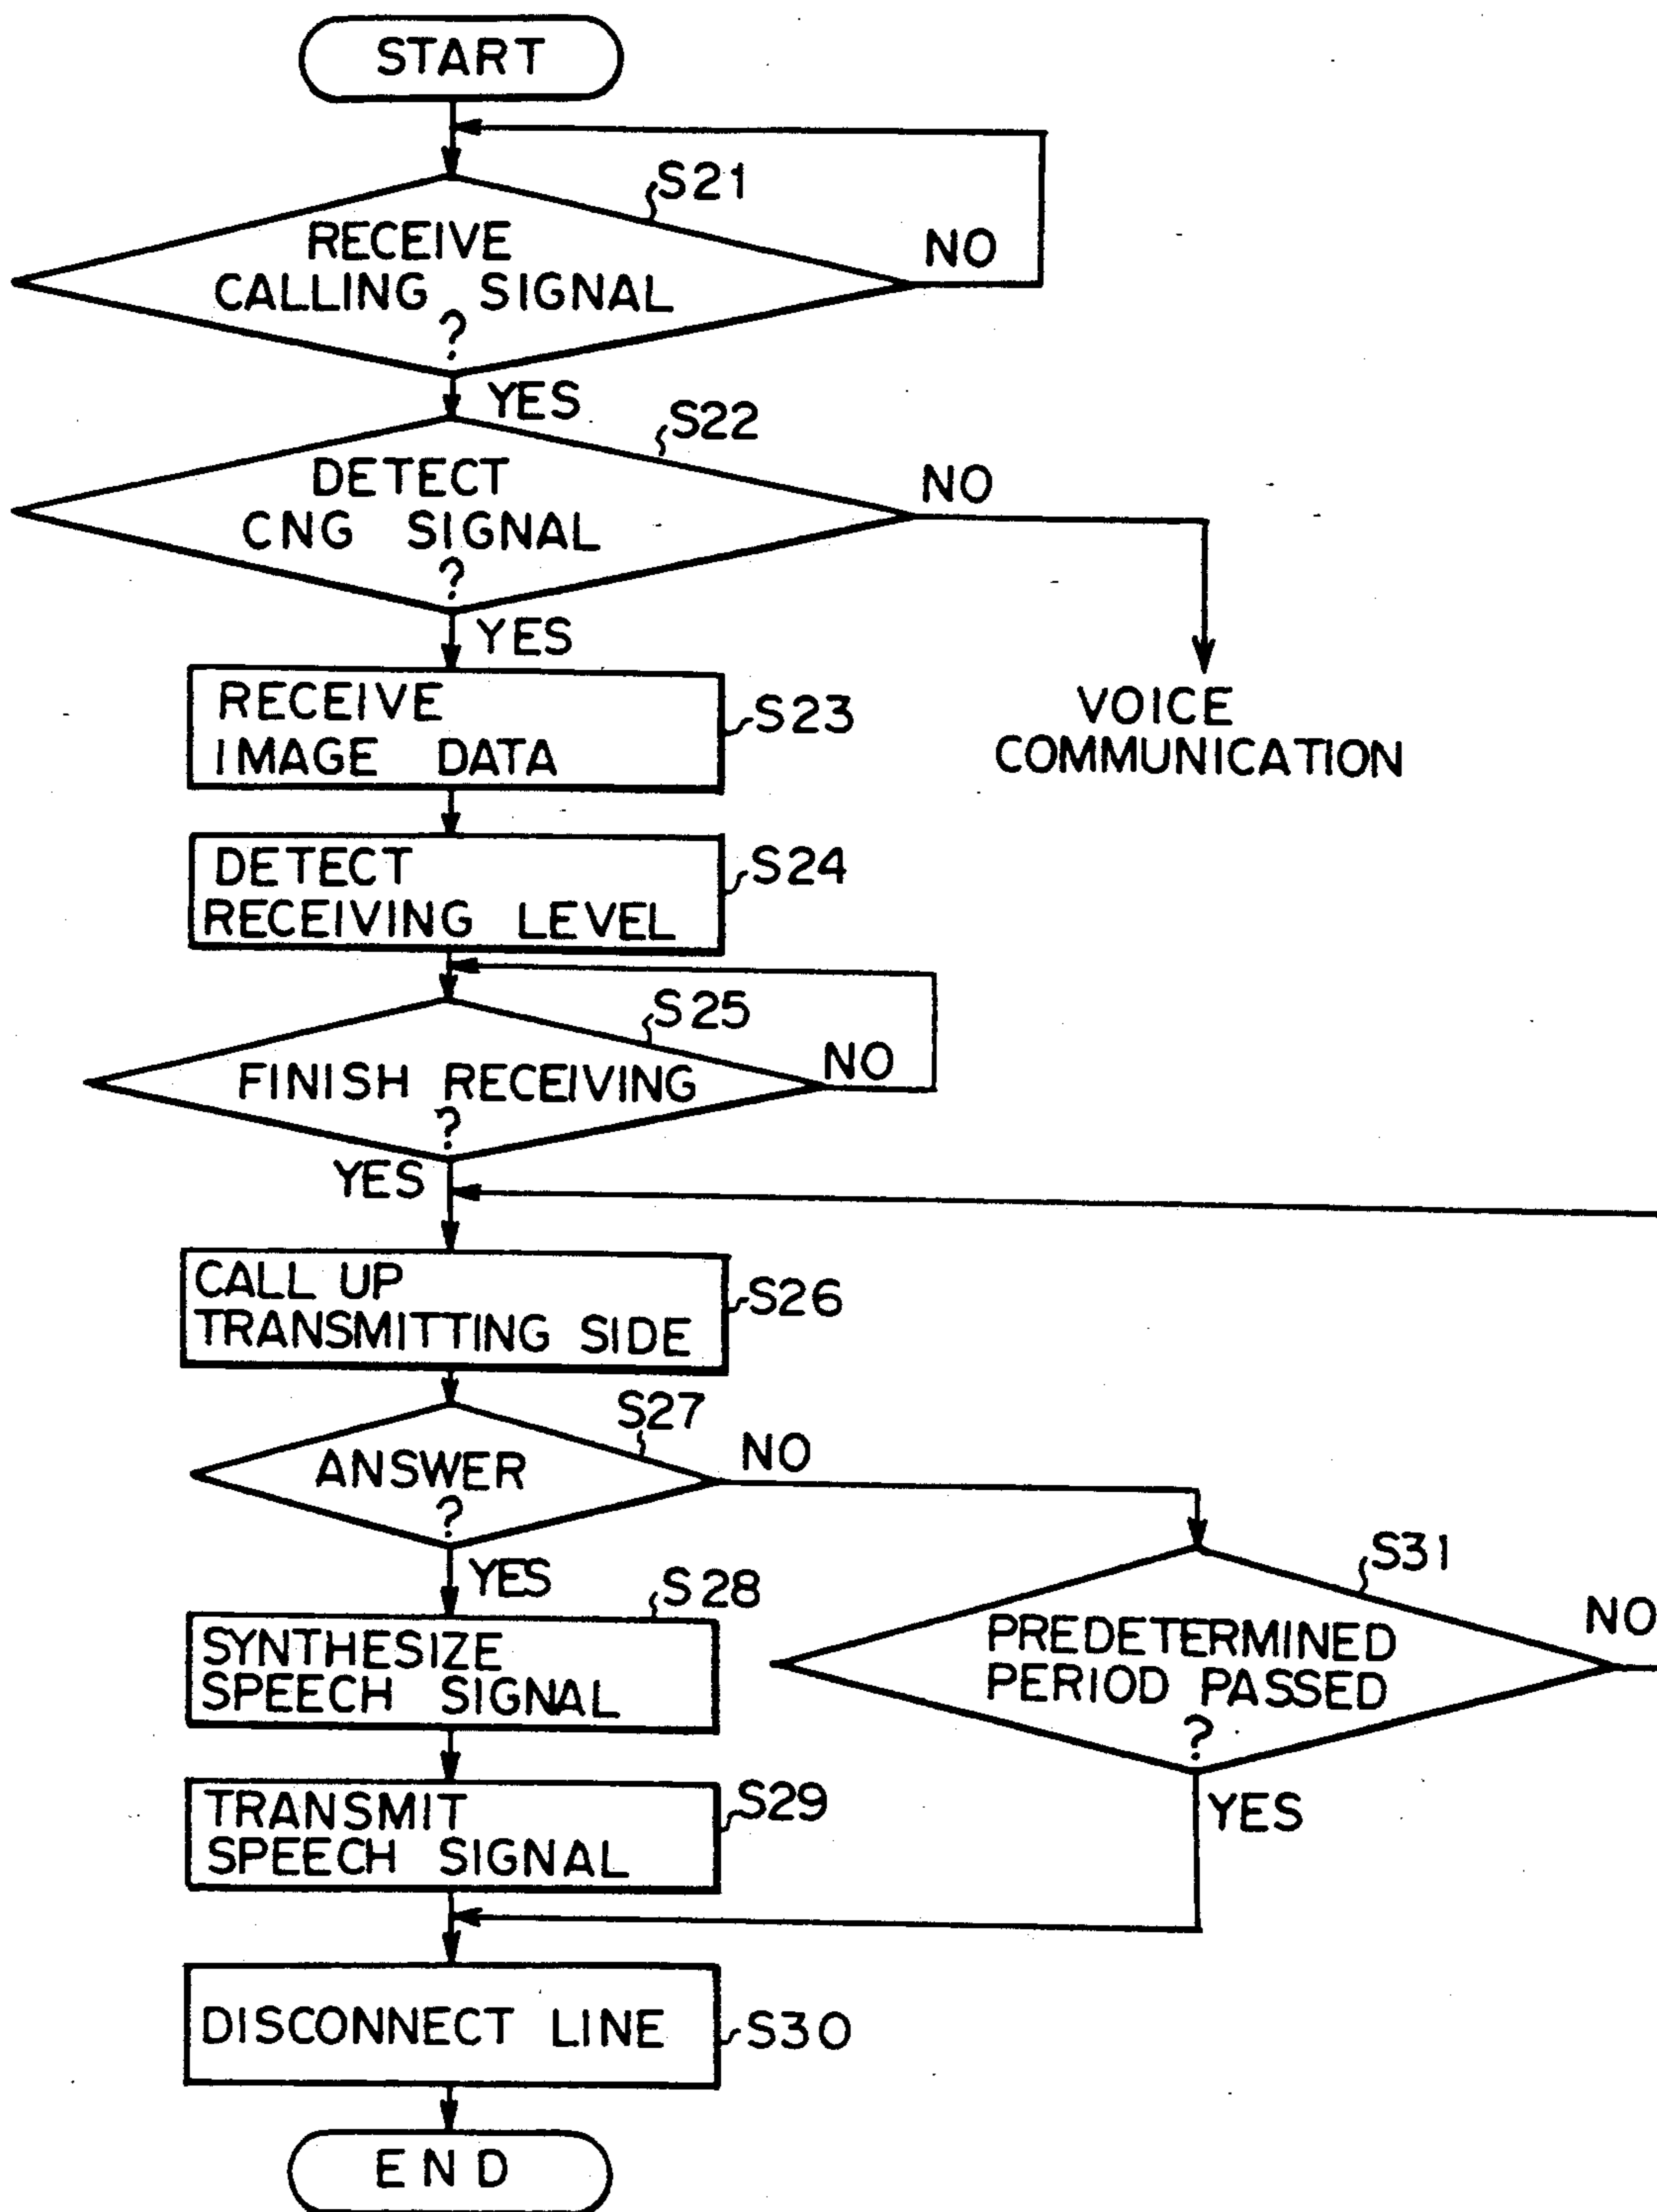 START
S21
RECEIVE
CALLING SIGNAL
?
NO
YES
S22
DETECT
CNG SIGNAL
?
NO
YES
RECEIVE
IMAGE DATA
S23
VOICE
COMMUNICATION
DETECT
RECEIVING LEVEL
S24
S25
FINISH RECEIVING
?
NO
YES
CALL UP
TRANSMITTING SIDE
S26
S27
ANSWER
?
NO
YES
S31
PREDETERMINED
PERIOD PASSED
?
NO
YES
S28
SYNTHESIZE
SPEECH SIGNAL
TRANSMIT
SPEECH SIGNAL
S29
DISCONNECT LINE
S30
END